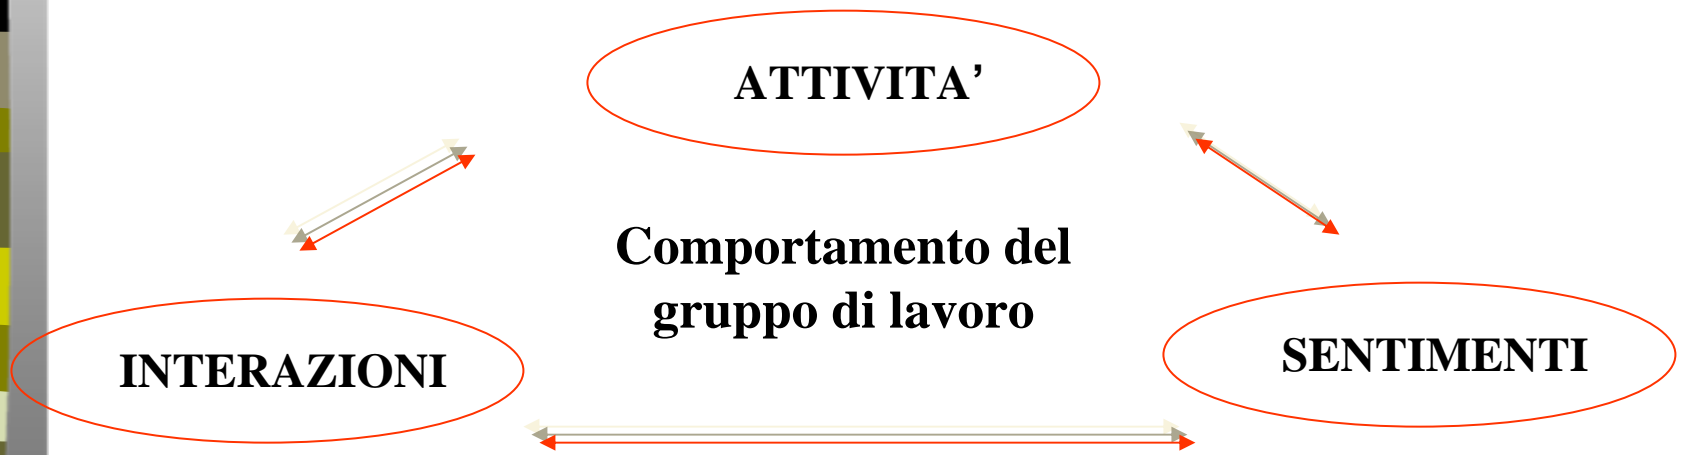 ATTIVITA’
Comportamento del
gruppo di lavoro
INTERAZIONI
SENTIMENTI